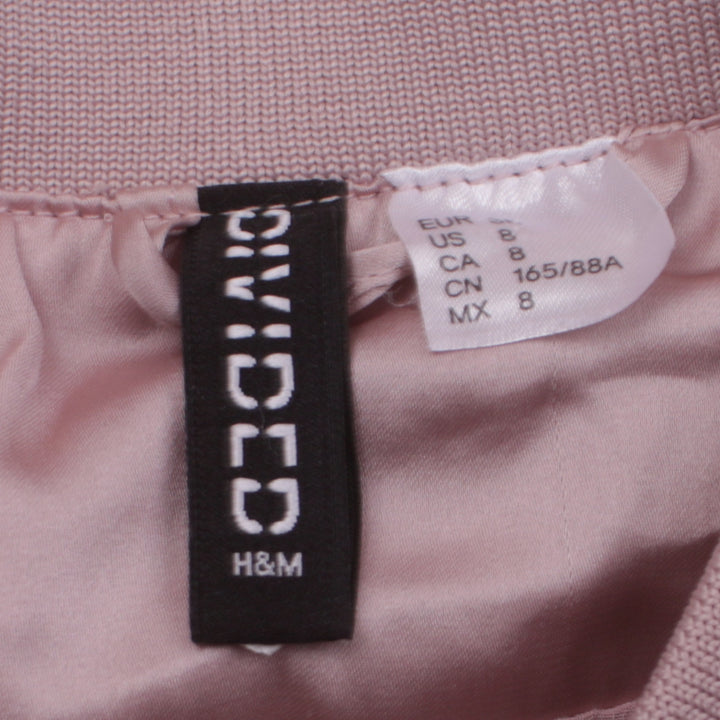 DIVIDED
H&M
EUR
US 8
CA 8
CN 165/88A
MX 8